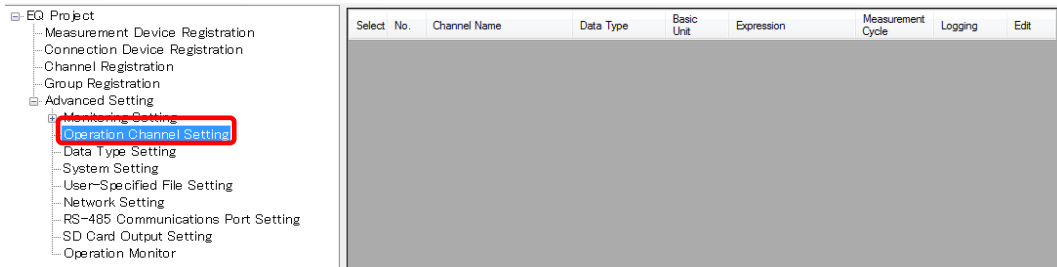 EQ Project
Measurement Device Registration
Connection Device Registration
Channel Registration
Group Registration
Advanced Setting
Monitoring Setting
Operation Channel Setting
Data Type Setting
System Setting
User-Specified File Setting
Network Setting
RS-485 Communications Port Setting
SD Card Output Setting
Operation Monitor
Select No. Channel Name Data Type Basic Unit Expression Measurement Cycle Logging Edit